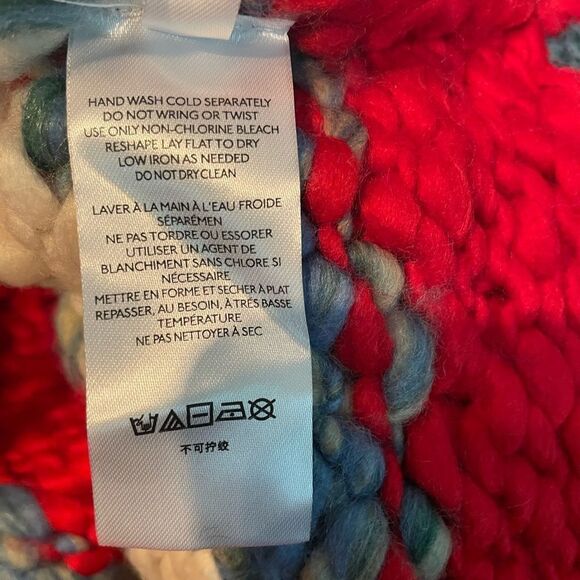 HAND WASH COLD SEPARATELY
DO NOT WRING OR TWIST
USE ONLY NON-CHLORINE BLEACH
RESHAPE LAY FLAT TO DRY
LOW IRON AS NEEDED
DO NOT DRY CLEAN
LAVER À LA MAIN À L'EAU FROIDE
SÉPARÉMEN
NE PAS TORDRE OU ESSORER
UTILISER UN AGENT DE
BLANCHIMENT SANS CHLORE SI
NÉCESSAIRE
METTRE EN FORME ET SÉCHER À PLAT
REPASSER, AU BESOIN, À TRÉS BASSE
TEMPÉRATURE
NE PAS NETTOYER À SEC
不可拧绞